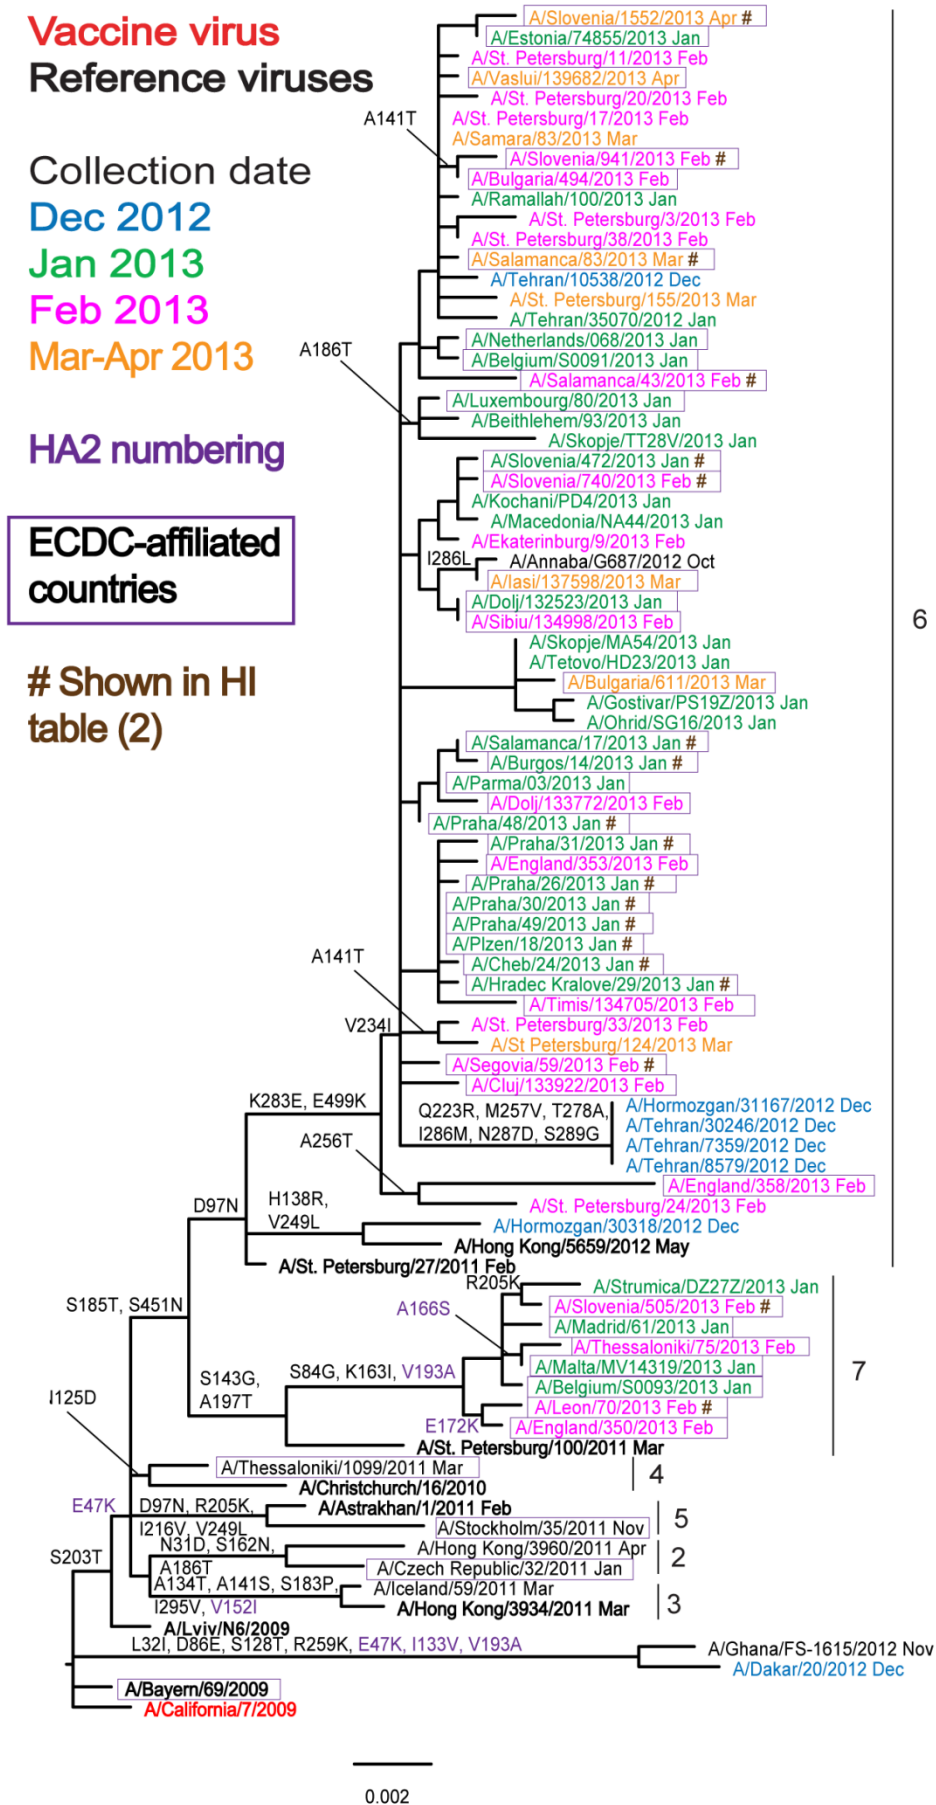 Vaccine virus
Reference viruses
Collection date
Dec 2012
Jan 2013
Feb 2013
Mar-Apr 2013
HA2 numbering
ECDC-affiliated
countries
# Shown in HI
table (2)
A/Slovenia/1552/2013 Apr #
A/Estonia/74855/2013 Jan
A/St. Petersburg/11/2013 Feb
A/Vaslui/139682/2013 Apr
A/St. Petersburg/20/2013 Feb
A141T
A/St. Petersburg/17/2013 Feb
A/Samara/83/2013 Mar
A/Slovenia/941/2013 Feb #
A/Bulgaria/494/2013 Feb
A/Ramallah/100/2013 Jan
A/St. Petersburg/3/2013 Feb
A/St. Petersburg/38/2013 Feb
A/Salamanca/83/2013 Mar #
A/Tehran/10538/2012 Dec
A/St. Petersburg/155/2013 Mar
A/Tehran/35070/2012 Jan
A186T
A/Netherlands/068/2013 Jan
A/Belgium/S0091/2013 Jan
A/Salamanca/43/2013 Feb #
A/Luxembourg/80/2013 Jan
A/Beithlehem/93/2013 Jan
A/Skopje/TT28V/2013 Jan
A/Slovenia/472/2013 Jan #
A/Slovenia/740/2013 Feb #
A/Kochani/PD4/2013 Jan
A/Macedonia/NA44/2013 Jan
A/Ekaterinburg/9/2013 Feb
I286L
A/Annaba/G687/2012 Oct
A/Iasi/137598/2013 Mar
A/Dolj/132523/2013 Jan
A/Sibiu/134998/2013 Feb
6
A/Skopje/MA54/2013 Jan
A/Tetovo/HD23/2013 Jan
A/Bulgaria/611/2013 Mar
A/Gostivar/PS19Z/2013 Jan
A/Ohrid/SG16/2013 Jan
A/Salamanca/17/2013 Jan #
A/Burgos/14/2013 Jan #
A/Parma/03/2013 Jan
A/Dolj/133772/2013 Feb
A/Praha/48/2013 Jan #
A/Praha/31/2013 Jan #
A/England/353/2013 Feb
A/Praha/26/2013 Jan #
A/Praha/30/2013 Jan #
A/Praha/49/2013 Jan #
A/Plzen/18/2013 Jan #
A141T
A/Cheb/24/2013 Jan #
A/Hradec Kralove/29/2013 Jan #
A/Timis/134705/2013 Feb
V234I
A/St. Petersburg/33/2013 Feb
A/St Petersburg/124/2013 Mar
A/Segovia/59/2013 Feb #
A/Cluj/133922/2013 Feb
K283E, E499K
Q223R, M257V, T278A,
I286M, N287D, S289G
A/Hormozgan/31167/2012 Dec
A/Tehran/30246/2012 Dec
A/Tehran/7359/2012 Dec
A/Tehran/8579/2012 Dec
A256T
A/England/358/2013 Feb
A/St. Petersburg/24/2013 Feb
D97N
H138R,
V249L
A/Hormozgan/30318/2012 Dec
A/Hong Kong/5659/2012 May
A/St. Petersburg/27/2011 Feb
S185T, S451N
R205K
A/Strumica/DZ27Z/2013 Jan
A166S
A/Slovenia/505/2013 Feb #
A/Madrid/61/2013 Jan
A/Thessaloniki/75/2013 Feb
S143G,
A197T
S84G, K163I, V193A
A/Malta/MV14319/2013 Jan
7
A/Belgium/S0093/2013 Jan
A/Leon/70/2013 Feb #
E172K
A/England/350/2013 Feb
A/St. Petersburg/100/2011 Mar
N125D
A/Thessaloniki/1099/2011 Mar
4
A/Christchurch/16/2010
E47K
D97N, R205K,
I216V, V249L
A/Astrakhan/1/2011 Feb
5
A/Stockholm/35/2011 Nov
S203T
N31D, S162N,
A186T
A/Hong Kong/3960/2011 Apr
2
A/Czech Republic/32/2011 Jan
A134T, A141S, S183P,
I295V, V152I
A/Iceland/59/2011 Mar
3
A/Hong Kong/3934/2011 Mar
A/Lviv/N6/2009
L32I, D86E, S128T, R259K, E47K, I133V, V193A
A/Ghana/FS-1615/2012 Nov
A/Dakar/20/2012 Dec
A/Bayern/69/2009
A/California/7/2009
0.002